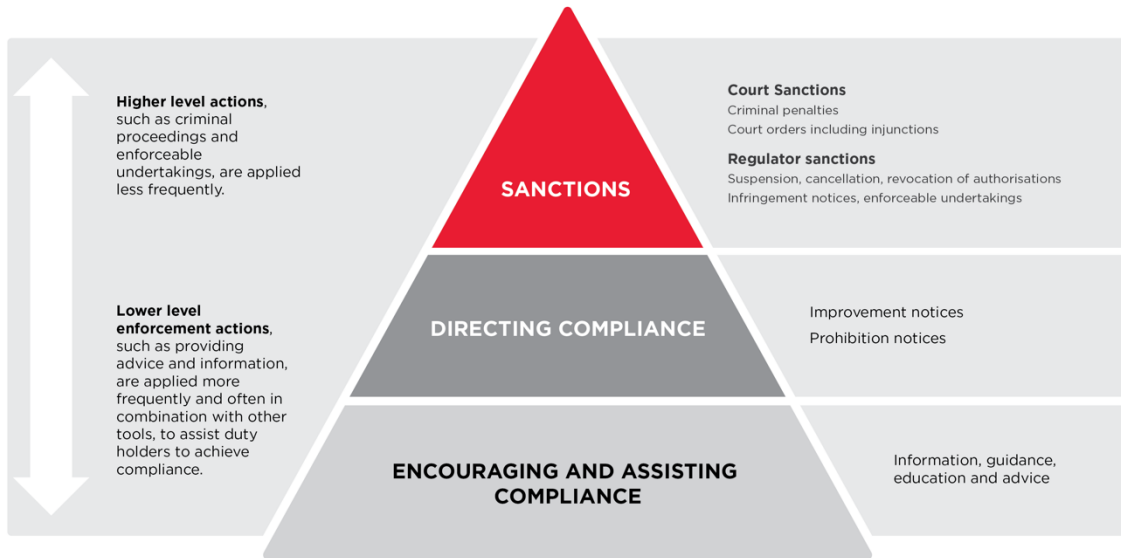 Higher level actions,
such as criminal
proceedings and
enforceable
undertakings, are applied
less frequently.
Lower level
enforcement actions,
such as providing
advice and information,
are applied more
frequently and often in
combination with other
tools, to assist duty
holders to achieve
compliance.
SANCTIONS
DIRECTING COMPLIANCE
ENCOURAGING AND ASSISTING
COMPLIANCE
Court Sanctions
Criminal penalties
Court orders including injunctions
Regulator sanctions
Suspension, cancellation, revocation of authorisations
Infringement notices, enforceable undertakings
Improvement notices
Prohibition notices
Information, guidance,
education and advice